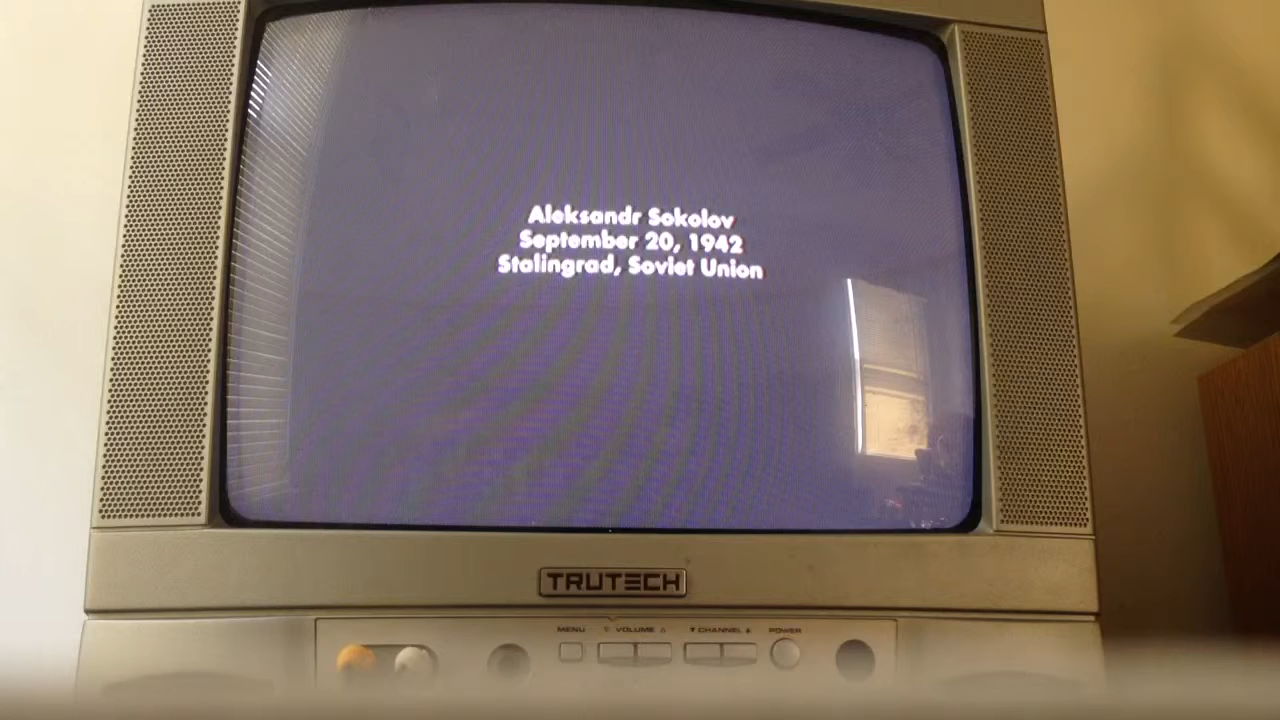 Aleksandr Sokolov
September 20, 1942
Stalingrad, Soviet Union
TRUTECH
MENU
VOLUME
CHANNEL
POWER